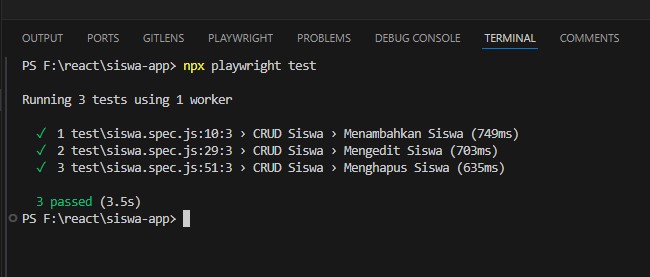 OUTPUT PORTS GITLENS PLAYWRIGHT PROBLEMS DEBUG CONSOLE TERMINAL COMMENTS
PS F:\react\siswa-app> npx playwright test
Running 3 tests using 1 worker
✓ 1 test\siswa.spec.js:10:3 › CRUD Siswa › Menambahkan Siswa (749ms)
✓ 2 test\siswa.spec.js:29:3 › CRUD Siswa › Mengedit Siswa (703ms)
✓ 3 test\siswa.spec.js:51:3 › CRUD Siswa › Menghapus Siswa (635ms)
3 passed (3.5s)
PS F:\react\siswa-app>